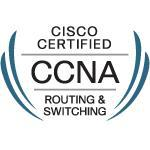 CISCO
CERTIFIED
CCNA
ROUTING &
SWITCHING